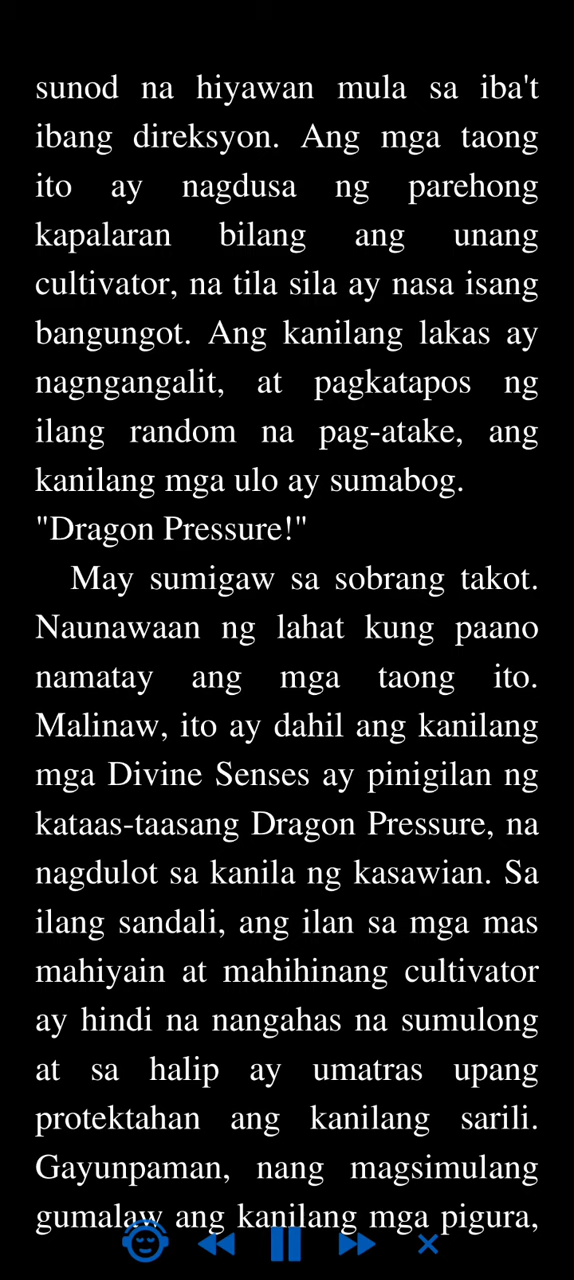 sunod na hiyawan mula sa iba't
ibang direksyon. Ang mga taong
ito ay nagdusa ng parehong
kapalaran bilang ang unang
cultivator, na tila sila ay nasa isang
bangungot. Ang kanilang lakas ay
nagngangalit, at pagkatapos ng
ilang random na pag-atake, ang
kanilang mga ulo ay sumabog.
"Dragon Pressure!"
May sumigaw sa sobrang takot.
Naunawaan ng lahat kung paano
namatay ang mga taong ito.
Malinaw, ito ay dahil ang kanilang
mga Divine Senses ay pinigilan ng
kataas-taasang Dragon Pressure, na
nagdulot sa kanila ng kasawian. Sa
ilang sandali, ang ilan sa mga mas
mahiyain at mahihinang cultivator
ay hindi na nangahas na sumulong
at sa halip ay umatras upang
protektahan ang kanilang sarili.
Gayunpaman, nang magsimulang
gumalaw ang kanilang mga pigura,